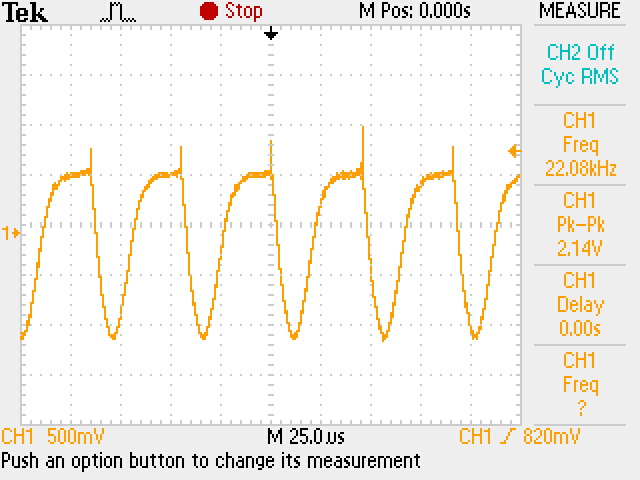 Tek Stop M Pos: 0.000s MEASURE
CH2 Off
Cyc RMS
CH1
Freq
22.08kHz
CH1
Pk-Pk
2.14V
CH1
Delay
0.00s
CH1
Freq
?
1
CH1 500mV M 25.0us CH1 820mV
Push an option button to change its measurement